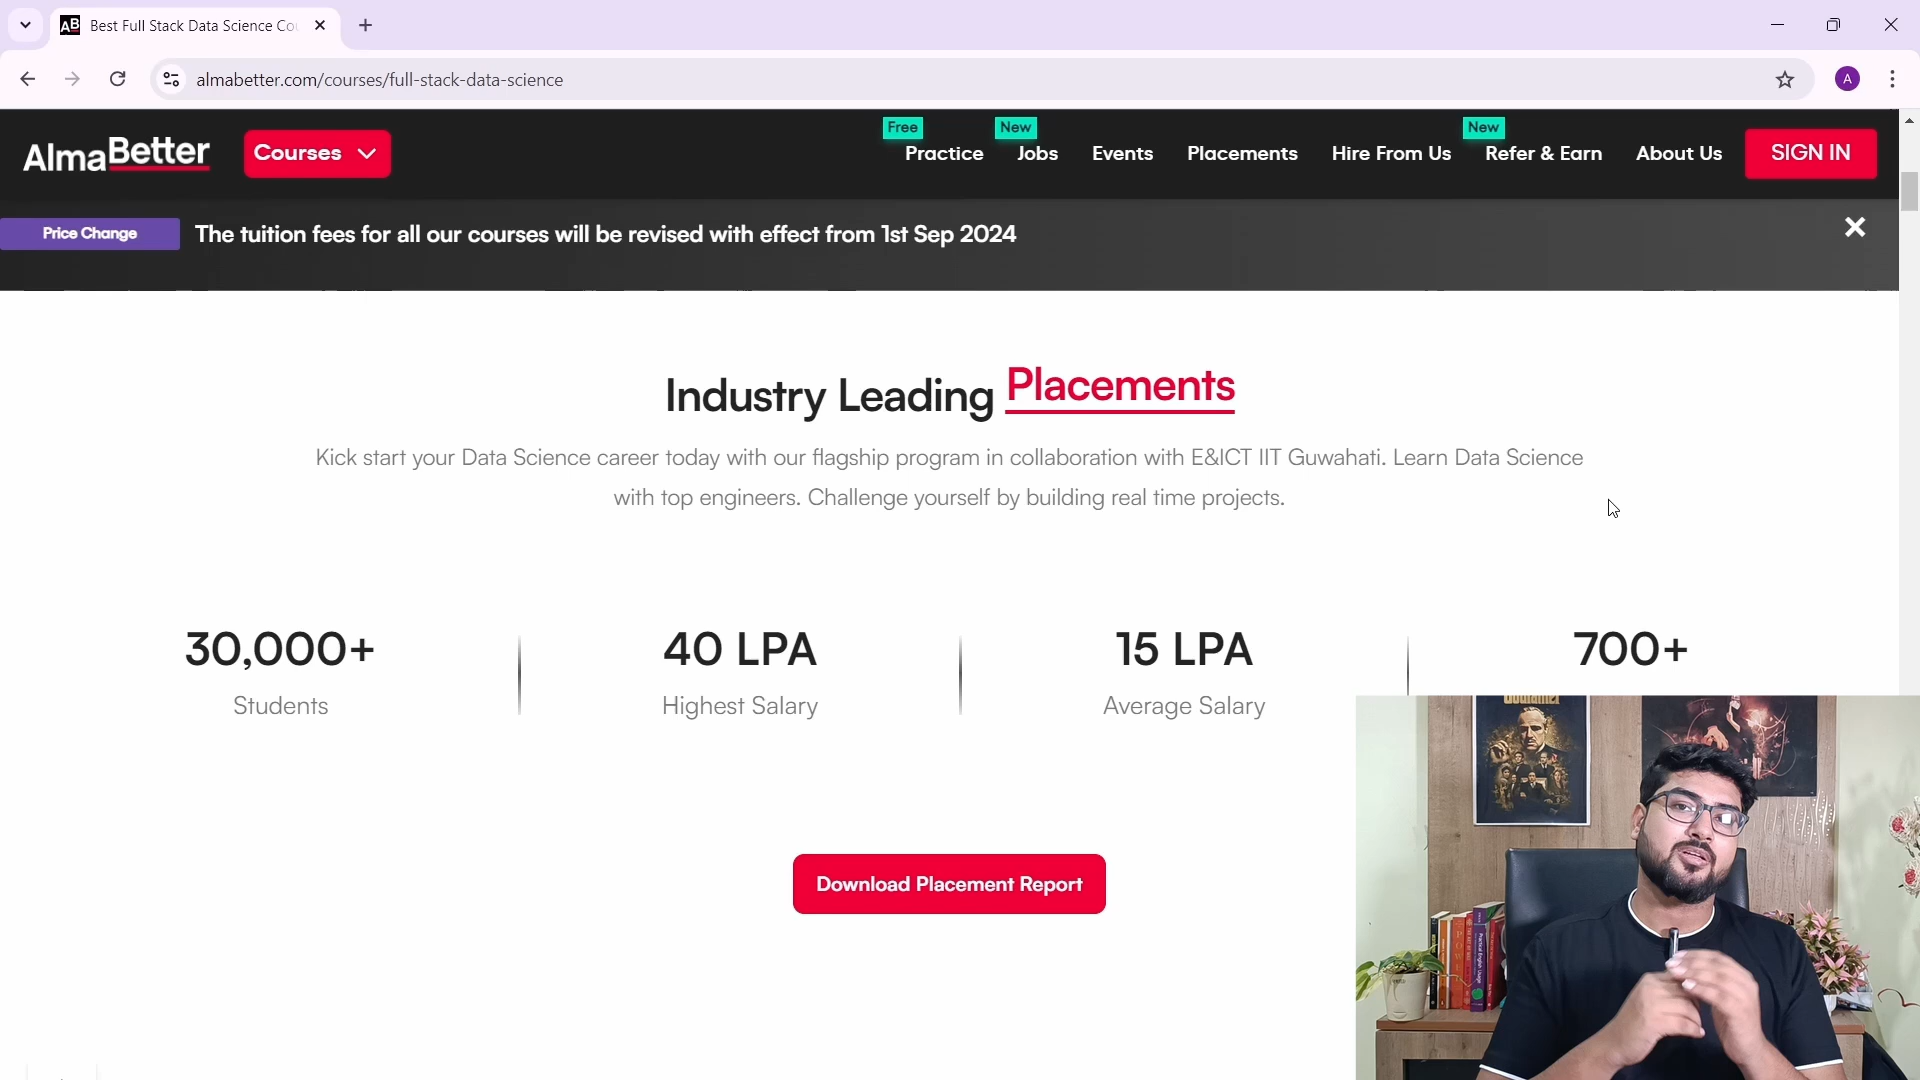 Best Full Stack Data Science Co
almabetter.com/courses/full-stack-data-science
A
AlmaBetter
Courses
Free
Practice
New
Jobs
Events
Placements
Hire From Us
New
Refer & Earn
About Us
SIGN IN
Price Change
The tuition fees for all our courses will be revised with effect from 1st Sep 2024
Industry Leading Placements
Kick start your Data Science career today with our flagship program in collaboration with E&ICT IIT Guwahati. Learn Data Science
with top engineers. Challenge yourself by building real time projects.
30,000+
Students
40 LPA
Highest Salary
15 LPA
Average Salary
700+
Download Placement Report